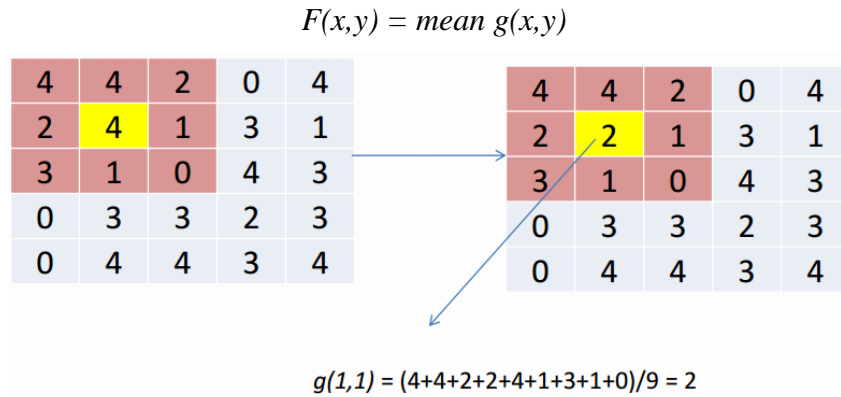 F(x,y) = mean g(x,y)
4 4 2 0 4
2 4 1 3 1
3 1 0 4 3
0 3 3 2 3
0 4 4 3 4
4 4 2 0 4
2 2 1 3 1
3 1 0 4 3
0 3 3 2 3
0 4 4 3 4
g(1,1) = (4+4+2+2+4+1+3+1+0)/9 = 2